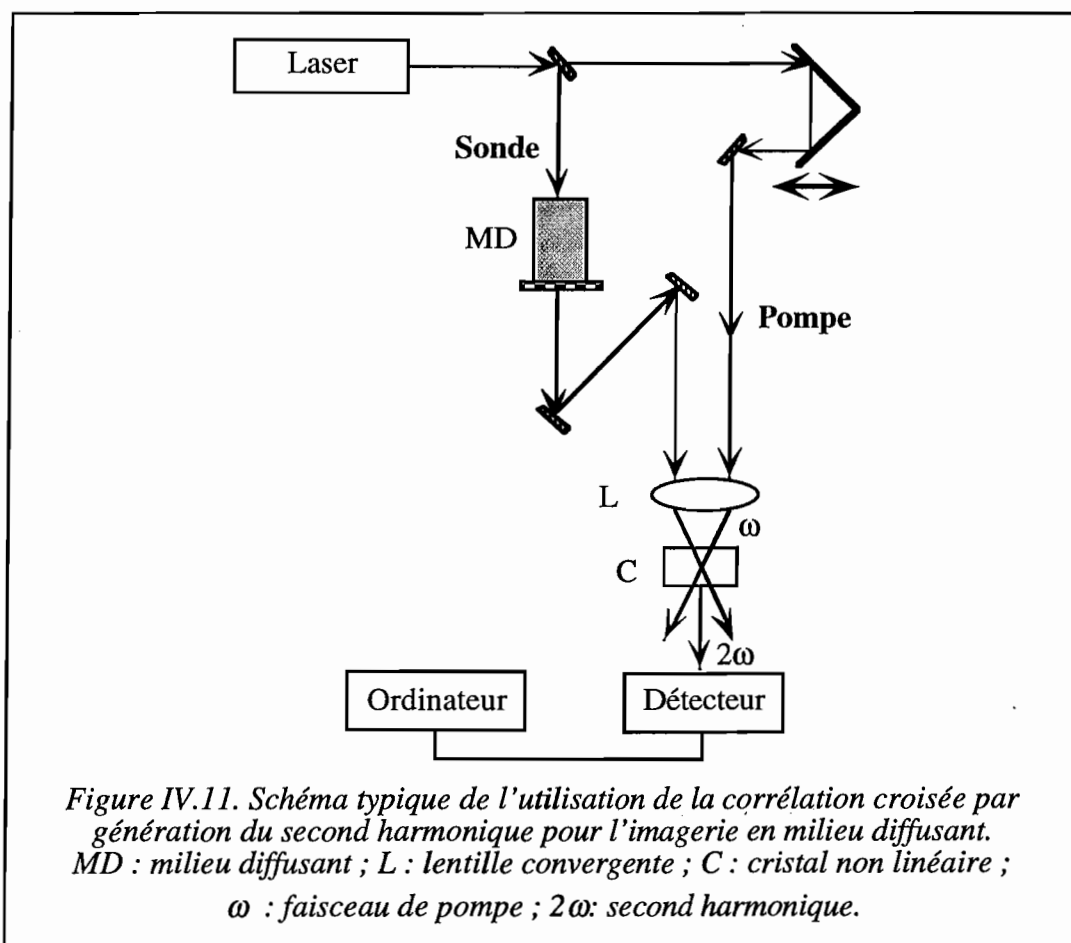 Laser
Sonde
MD
Pompe
L
ω
C
2ω
Ordinateur
Détecteur
Figure IV.11. Schéma typique de l'utilisation de la corrélation croisée par
génération du second harmonique pour l'imagerie en milieu diffusant.
MD : milieu diffusant ; L : lentille convergente ; C : cristal non linéaire ;
ω : faisceau de pompe ; 2ω: second harmonique.